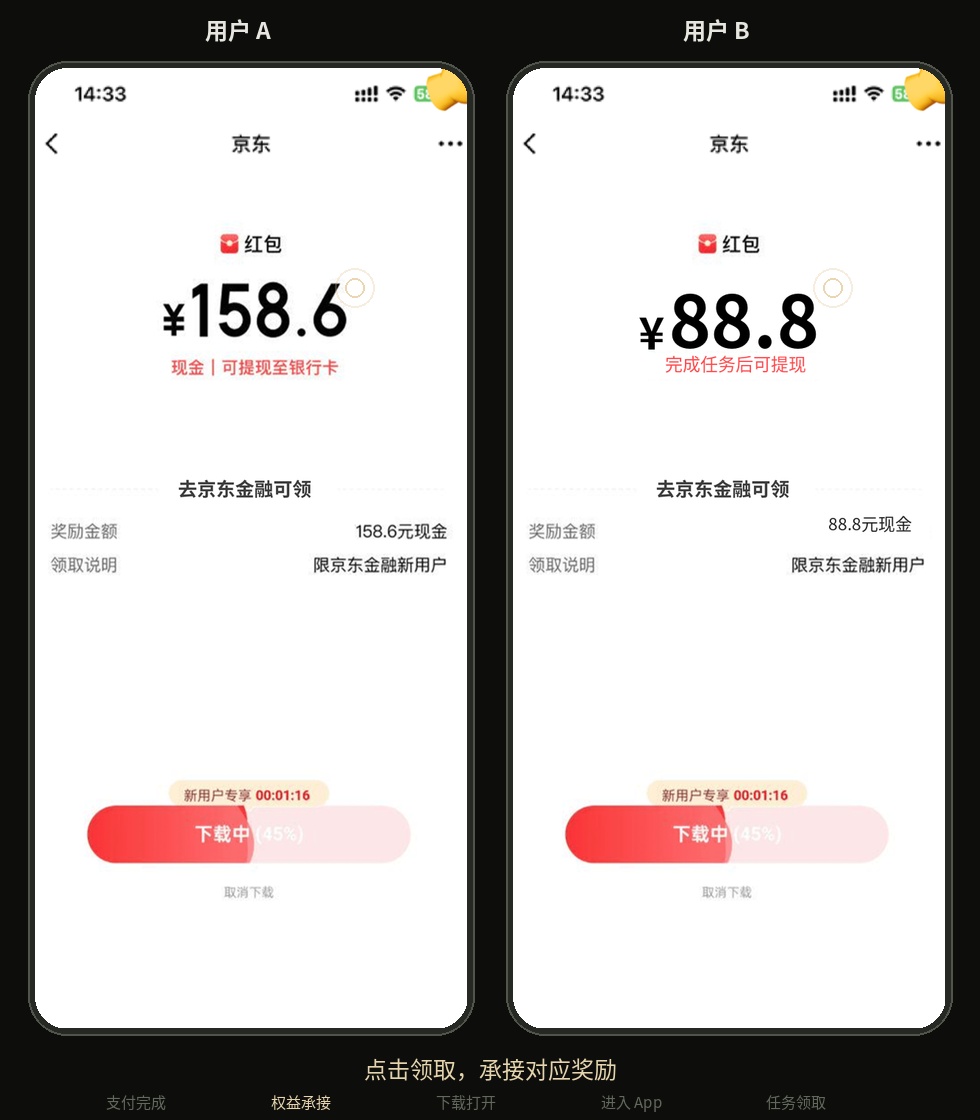 用户 A
用户 B
14:33
京东
红包
¥158.6
现金｜可提现至银行卡
去京东金融可领
奖励金额 158.6元现金
领取说明 限京东金融新用户
新用户专享 00:01:16
下载中 (45%)
取消下载
14:33
京东
红包
¥88.8
完成任务后可提现
去京东金融可领
奖励金额 88.8元现金
领取说明 限京东金融新用户
新用户专享 00:01:16
下载中 (45%)
取消下载
点击领取，承接对应奖励
支付完成 权益承接 下载打开 进入 App 任务领取